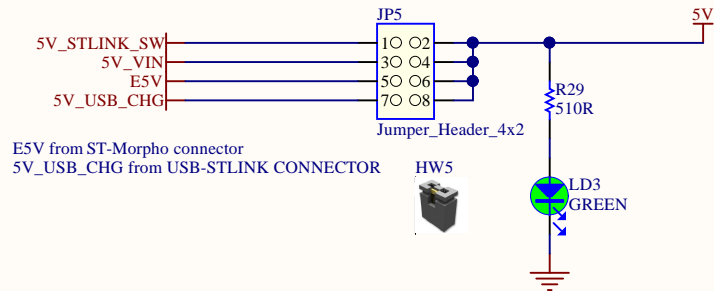 JP5
5V
5V_STLINK_SW
1 2
5V_VIN
3 4
E5V
5 6
5V_USB_CHG
7 8
R29
510R
Jumper_Header_4x2
E5V from ST-Morpho connector
5V_USB_CHG from USB-STLINK CONNECTOR
HW5
LD3
GREEN